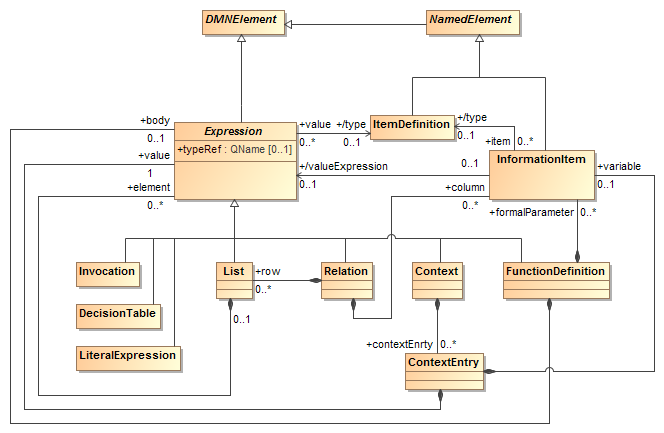 DMNElement
NamedElement
+body
0..1
+value
1
+element
0..*
Expression
+typeRef : QName [0..1]
+value
0..*
+/type
0..1
ItemDefinition
+/type
0..1
+item
0..*
+/valueExpression
0..1
0..1
InformationItem
+variable
0..1
+column
0..*
+formalParameter
0..*
Invocation
List
+row
0..*
Relation
Context
FunctionDefinition
DecisionTable
0..1
LiteralExpression
+contextEnrty
0..*
ContextEntry